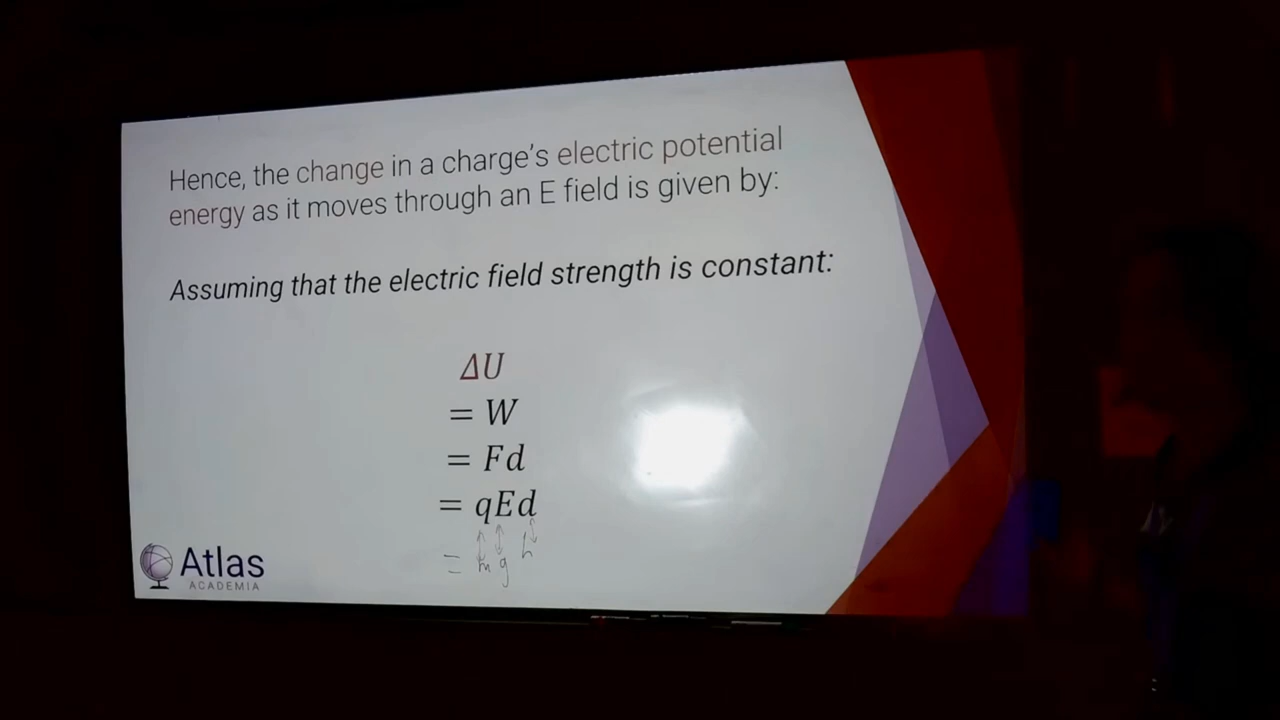 Hence, the change in a charge's electric potential
energy as it moves through an E field is given by:
Assuming that the electric field strength is constant:
ΔU
= W
= Fd
= qEd
↕ ↕ ↕
= m g h
Atlas
ACADEMIA